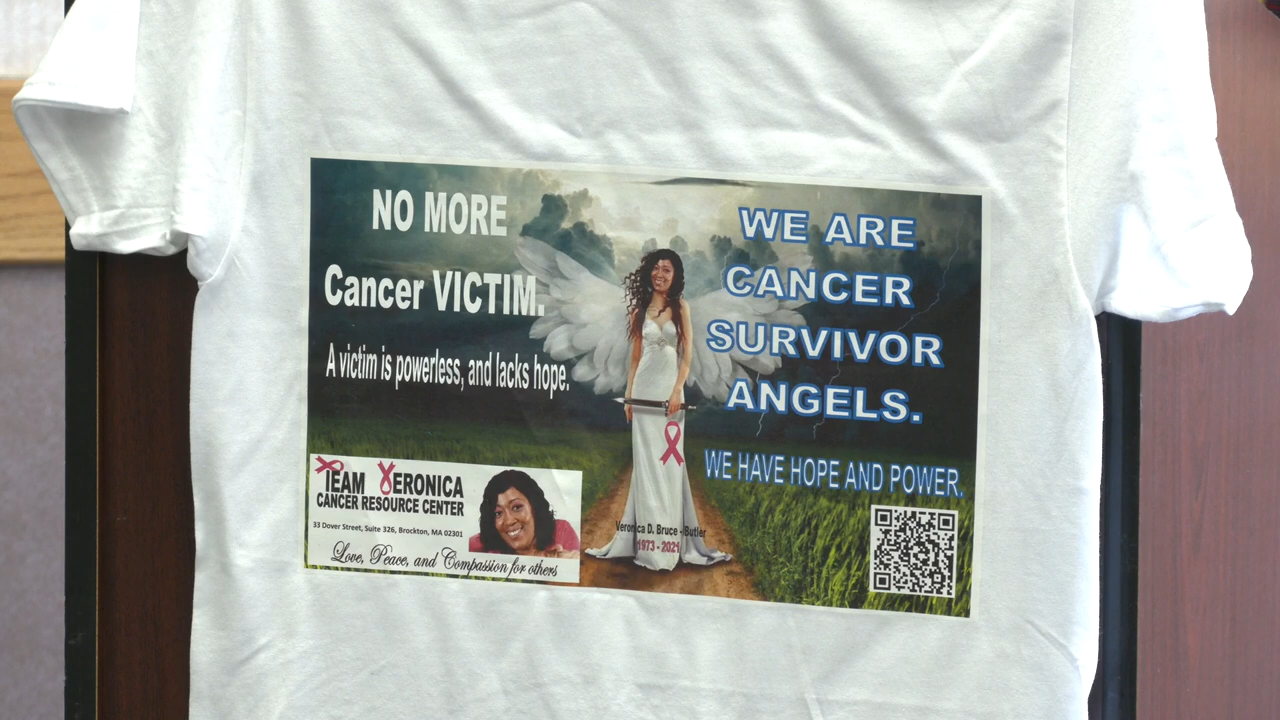 NO MORE
Cancer VICTIM.
A victim is powerless, and lacks hope.
WE ARE
CANCER
SURVIVOR
ANGELS.
WE HAVE HOPE AND POWER.
TEAM VERONICA
CANCER RESOURCE CENTER
33 Dover Street, Suite 326, Brockton, MA 02301
Love, Peace, and Compassion for others
Veronica D. Bruce - Butler
1973 - 2021